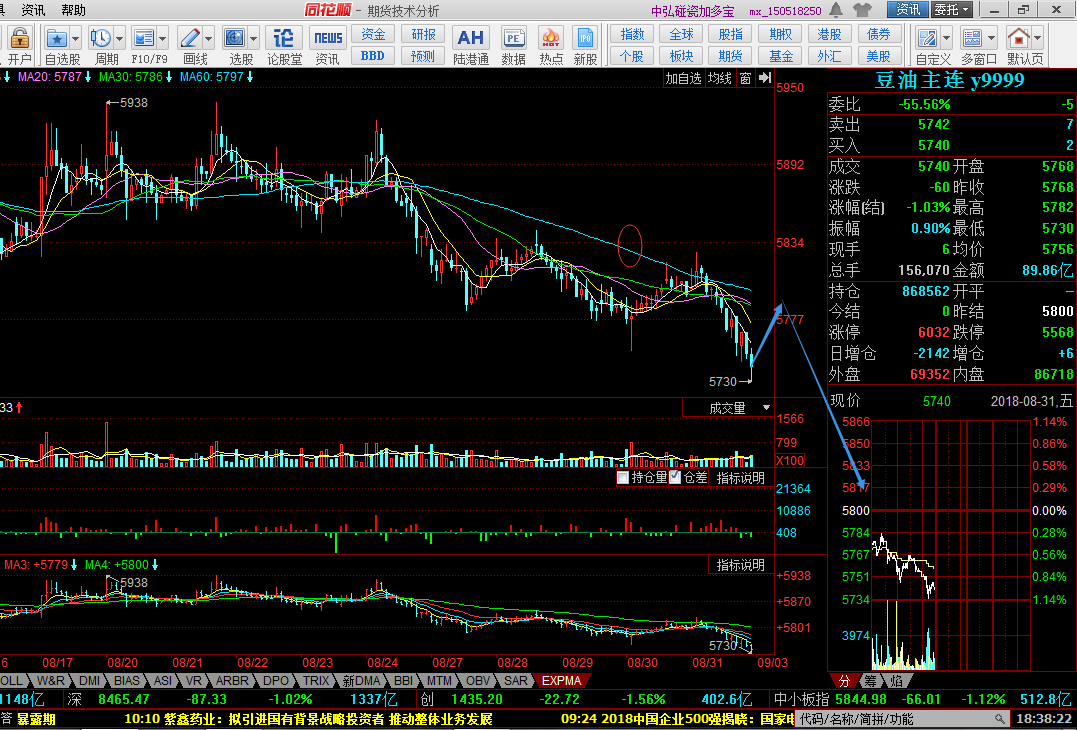 资讯 帮助
同花顺 - 期货技术分析
中弘碰瓷加多宝 mx_150518250 资讯 委托
开户 自选股 周期 F10/F9 画线 选股 论股堂 资讯 陆港通 数据 热点 新股 自定义 多窗口 默认页
论 NEWS AH PE HOT
资金 研报 指数 全球 股指 期权 港股 债券
BBD 预测 个股 板块 期货 基金 外汇 美股
MA20: 5787 MA30: 5786 MA60: 5797
加自选 均线 窗
5938
5950
5892
5834
5777
5730
33
成交量
1566
799
X100
持仓量 仓差 指标说明
21364
10886
408
MA3: +5779 MA4: +5800
指标说明
5938
+5938
+5870
+5801
5730
6 08/17 08/20 08/21 08/22 08/23 08/24 08/27 08/28 08/29 08/30 08/31 09/03
OLL W&R DMI BIAS ASI VR ARBR DPO TRIX 新DMA BBI MTM OBV SAR EXPMA
豆油主连 y9999
委比 -55.56% -5
卖出 5742 7
买入 5740 2
成交 5740 开盘 5768
涨跌 -60 昨收 5768
涨幅(结) -1.03% 最高 5782
振幅 0.90% 最低 5730
现手 6 均价 5756
总手 156,070 金额 89.86亿
持仓 868562 开平 —
今结 0 昨结 5800
涨停 6032 跌停 5568
日增仓 -2142 增仓 +6
外盘 69352 内盘 86718
现价 5740 2018-08-31,五
5866 1.14%
5850 0.86%
5833 0.58%
5817 0.29%
5800 0.00%
5784 0.28%
5767 0.56%
5751 0.84%
5734 1.14%
3974
分 筹 焰
1148亿 深 8465.47 -87.33 -1.02% 1337亿 创 1435.20 -22.72 -1.56% 402.6亿 中小板指 5844.98 -66.01 -1.12% 512.8亿
答 暴露期 10:10 紫鑫药业：拟引进国有背景战略投资者 推动整体业务发展 09:24 2018中国企业500强揭晓：国家电 代码/名称/简拼/功能 18:38:22